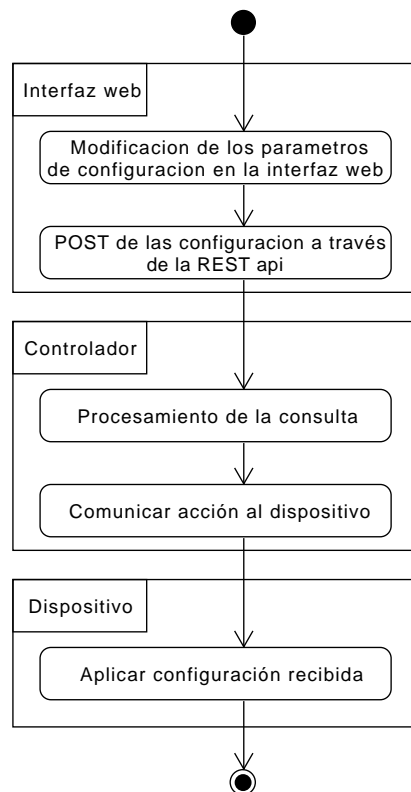 Interfaz web
Modificacion de los parametros
de configuracion en la interfaz web
POST de las configuracion a través
de la REST api
Controlador
Procesamiento de la consulta
Comunicar acción al dispositivo
Dispositivo
Aplicar configuración recibida